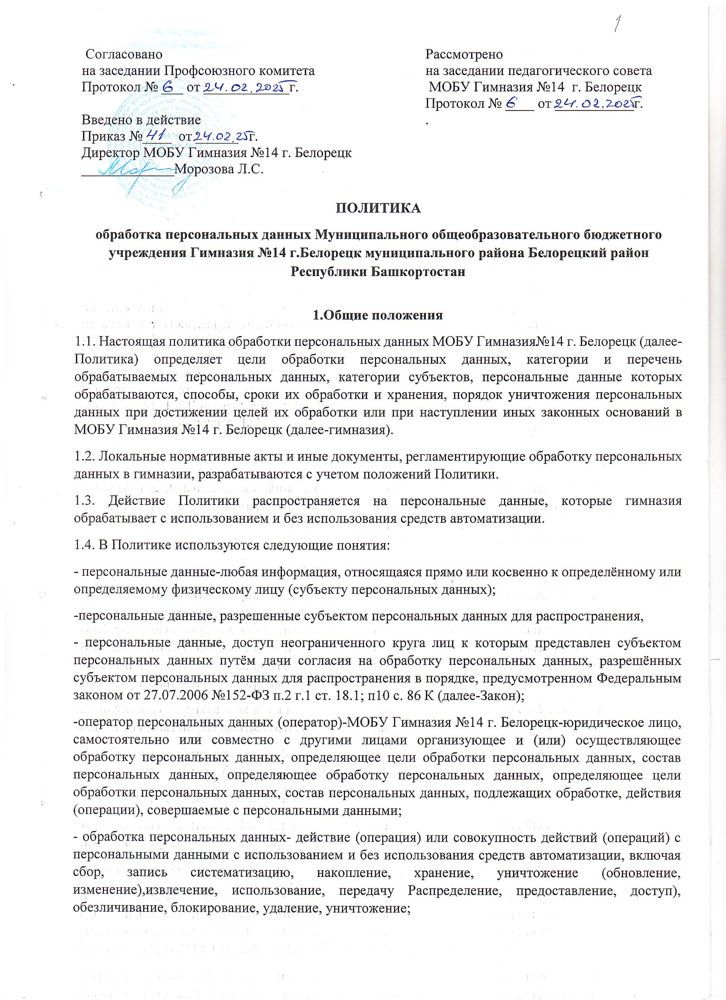 1
Согласовано
на заседании Профсоюзного комитета
Протокол № 6 от 24.02.2025 г.
Рассмотрено
на заседании педагогического совета
МОБУ Гимназия №14 г. Белорецк
Протокол № 6 от 24.02.2025г.
.
Введено в действие
Приказ № 41 от 24.02.25 г.
Директор МОБУ Гимназия №14 г. Белорецк
Морозова Л.С.
ПОЛИТИКА
обработка персональных данных Муниципального общеобразовательного бюджетного
учреждения Гимназия №14 г.Белорецк муниципального района Белорецкий район
Республики Башкортостан
1.Общие положения
1.1. Настоящая политика обработки персональных данных МОБУ Гимназия№14 г. Белорецк (далее-
Политика) определяет цели обработки персональных данных, категории и перечень
обрабатываемых персональных данных, категории субъектов, персональные данные которых
обрабатываются, способы, сроки их обработки и хранения, порядок уничтожения персональных
данных при достижении целей их обработки или при наступлении иных законных оснований в
МОБУ Гимназия №14 г. Белорецк (далее-гимназия).
1.2. Локальные нормативные акты и иные документы, регламентирующие обработку персональных
данных в гимназии, разрабатываются с учетом положений Политики.
1.3. Действие Политики распространяется на персональные данные, которые гимназия
обрабатывает с использованием и без использования средств автоматизации.
1.4. В Политике используются следующие понятия:
- персональные данные-любая информация, относящаяся прямо или косвенно к определённому или
определяемому физическому лицу (субъекту персональных данных);
-персональные данные, разрешенные субъектом персональных данных для распространения,
- персональные данные, доступ неограниченного круга лиц к которым представлен субъектом
персональных данных путём дачи согласия на обработку персональных данных, разрешённых
субъектом персональных данных для распространения в порядке, предусмотренном Федеральным
законом от 27.07.2006 №152-ФЗ п.2 г.1 ст. 18.1; п10 с. 86 К (далее-Закон);
-оператор персональных данных (оператор)-МОБУ Гимназия №14 г. Белорецк-юридическое лицо,
самостоятельно или совместно с другими лицами организующее и (или) осуществляющее
обработку персональных данных, определяющее цели обработки персональных данных, состав
персональных данных, определяющее обработку персональных данных, определяющее цели
обработки персональных данных, состав персональных данных, подлежащих обработке, действия
(операции), совершаемые с персональными данными;
- обработка персональных данных- действие (операция) или совокупность действий (операций) с
персональными данными с использованием и без использования средств автоматизации, включая
сбор, запись систематизацию, накопление, хранение, уничтожение (обновление,
изменение),извлечение, использование, передачу Распределение, предоставление, доступ),
обезличивание, блокирование, удаление, уничтожение;